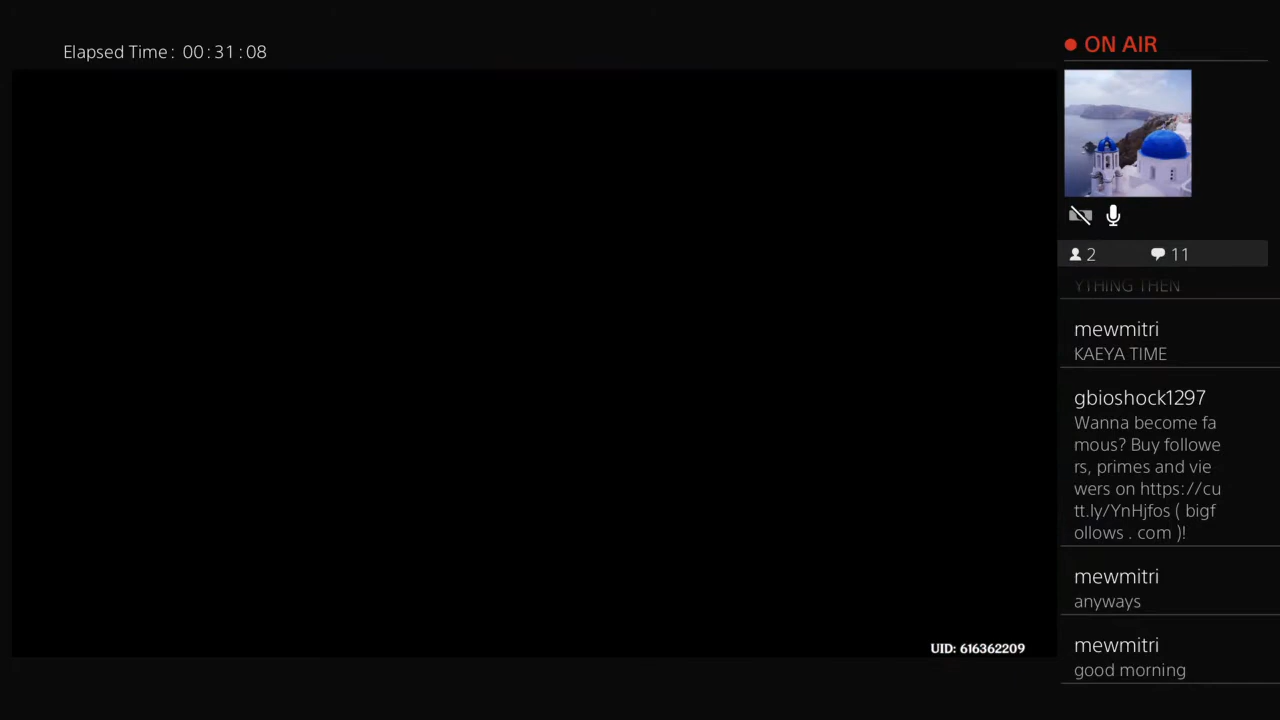 Elapsed Time: 00:31:08
ON AIR
2 11
YTHING THEN
mewmitri
KAEYA TIME
gbioshock1297
Wanna become fa
mous? Buy followe
rs, primes and vie
wers on https://cu
tt.ly/YnHjfos ( bigf
ollows . com )!
mewmitri
anyways
mewmitri
good morning
UID: 616362209